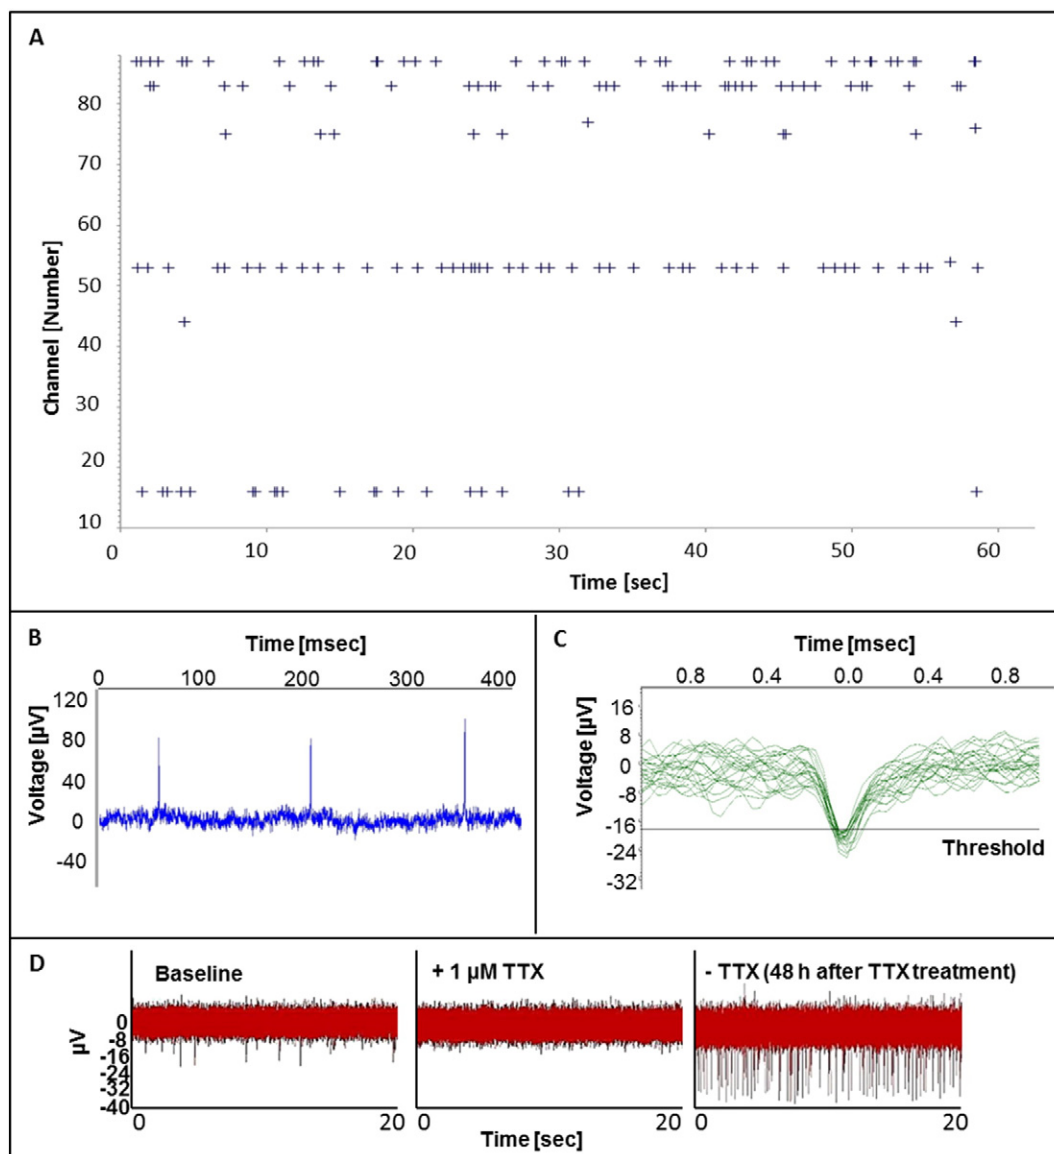 A
Channel [Number]
80
70
60
50
40
30
20
10
0 10 20 30 40 50 60
Time [sec]
B
Time [msec]
0 100 200 300 400
Voltage [µV]
120
80
40
0
-40
C
Time [msec]
0.8 0.4 0.0 0.4 0.8
Voltage [µV]
16
8
0
-8
-16
-24
-32
Threshold
D
Baseline
+ 1 µM TTX
- TTX (48 h after TTX treatment)
µV
0
-8
-16
-24
-32
-40
0 20 0 20 0 20
Time [sec]